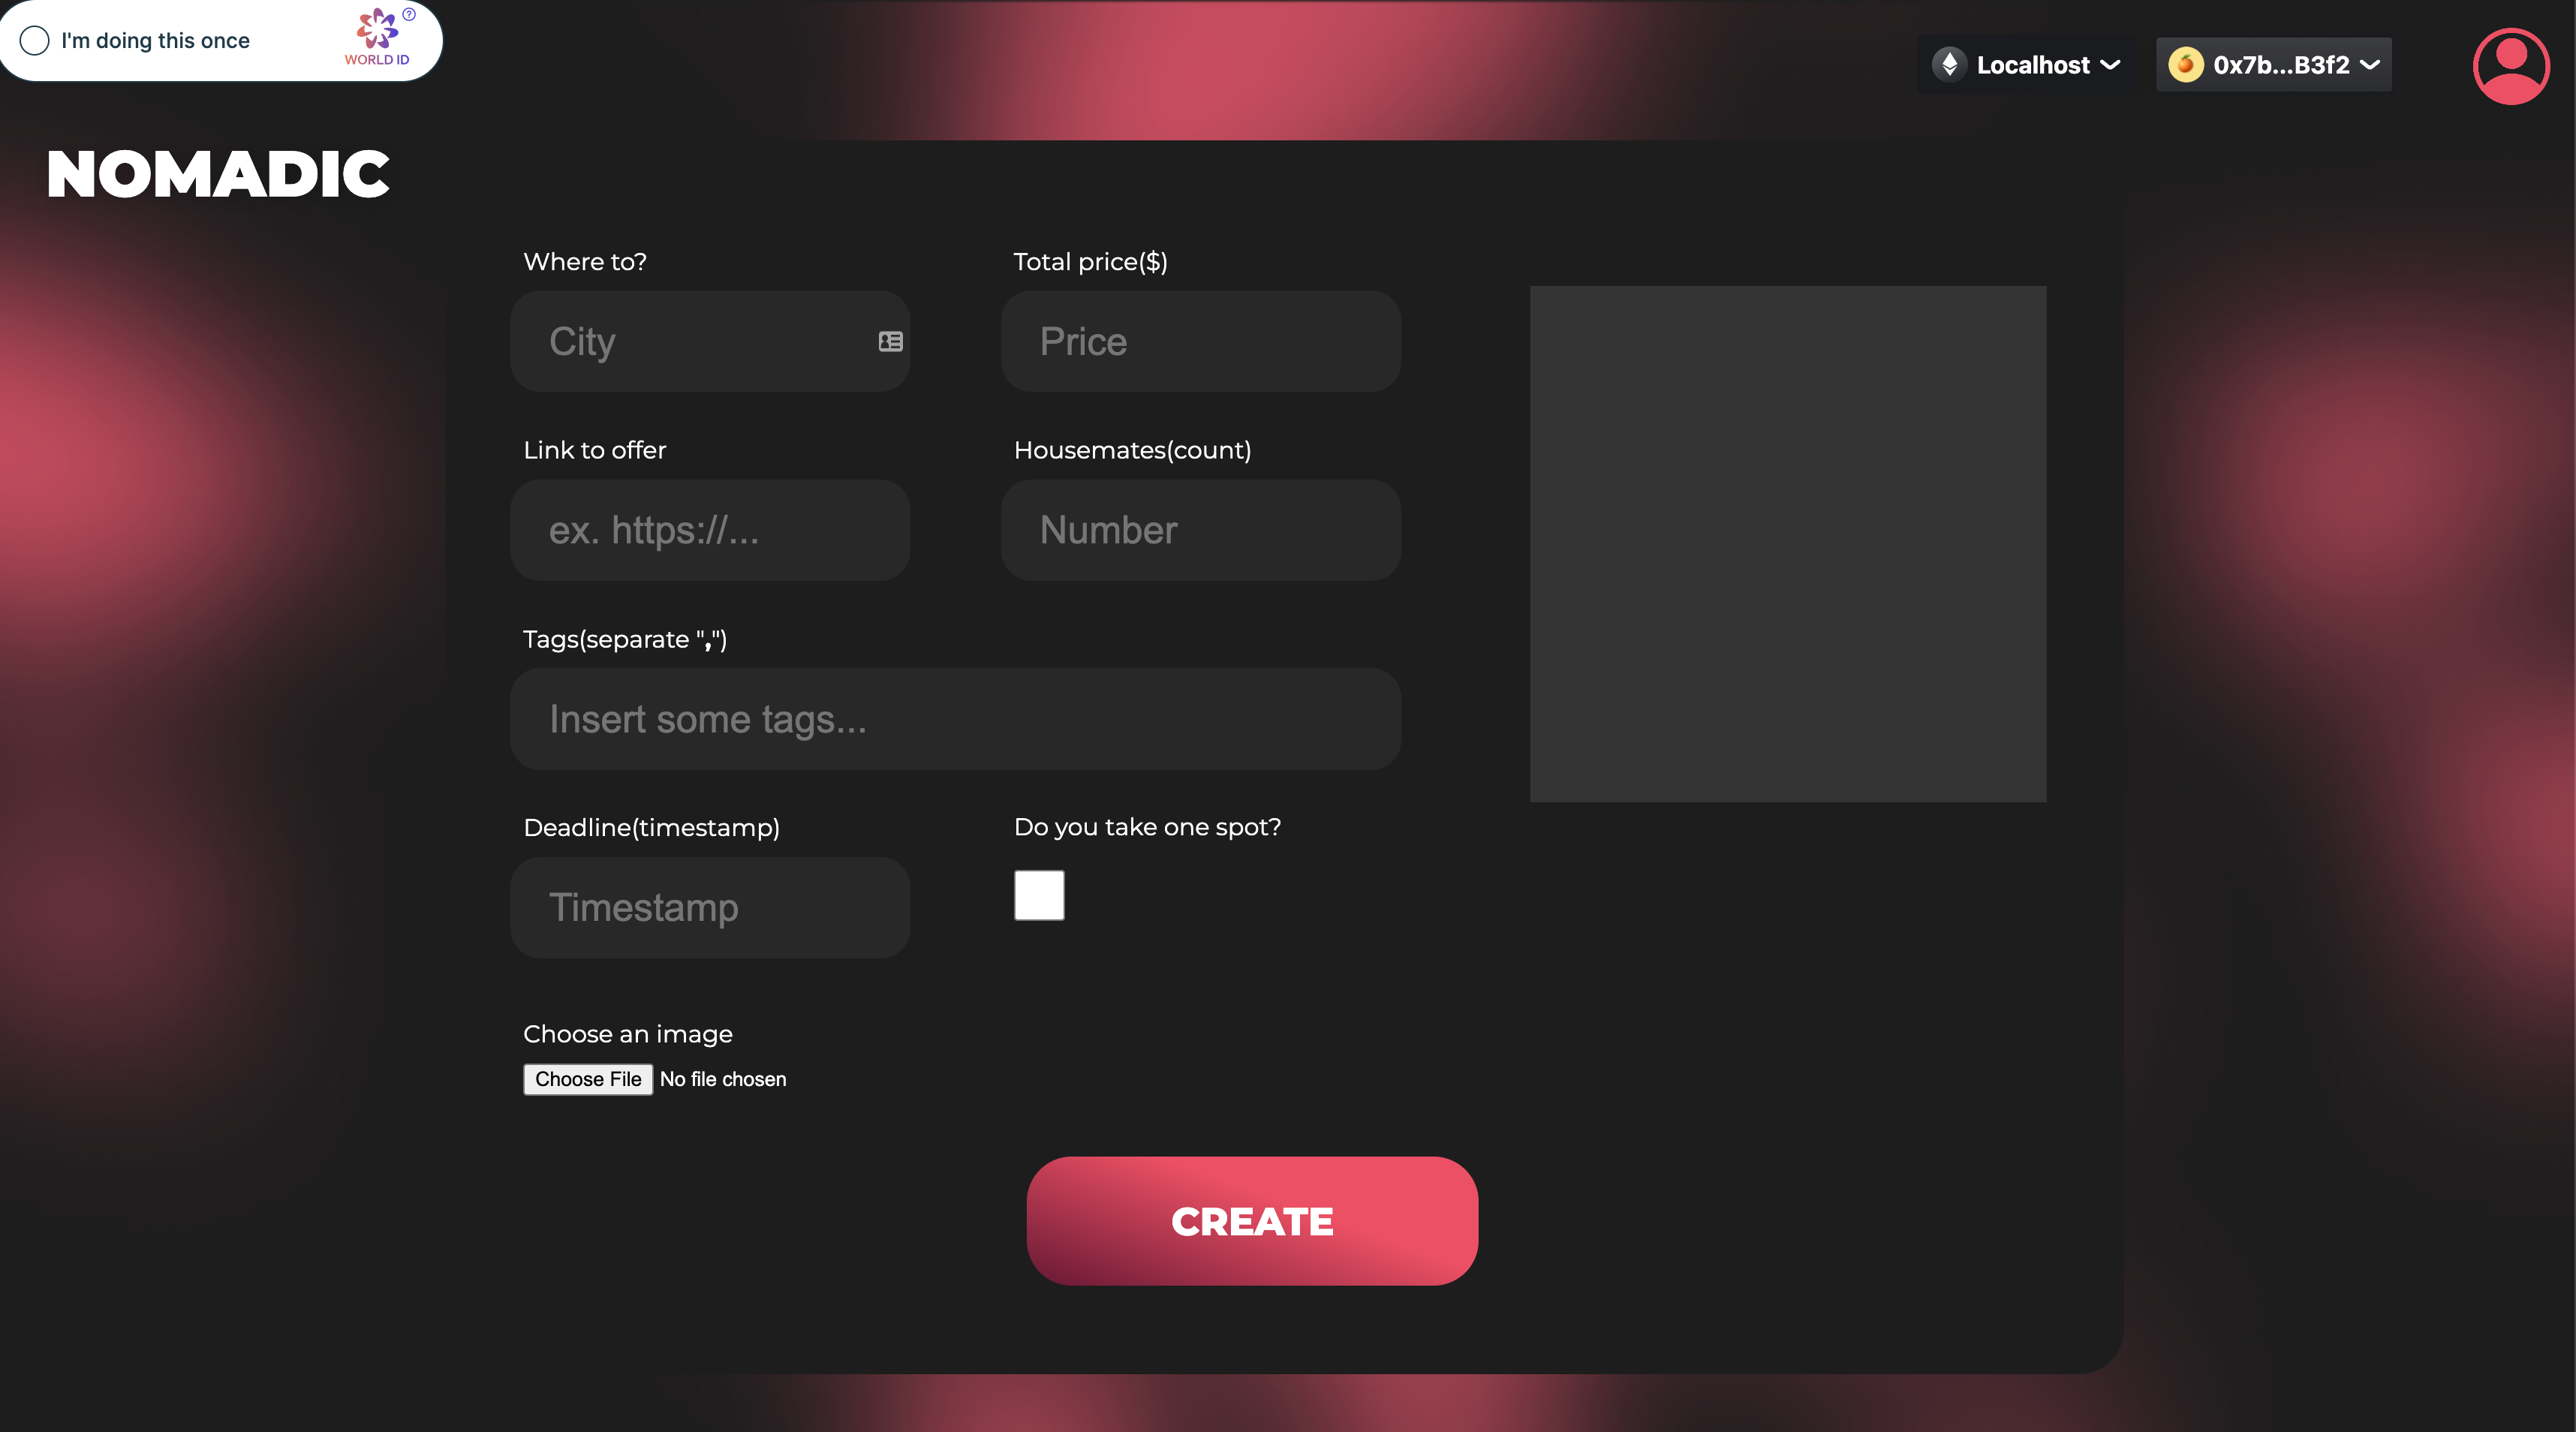 I'm doing this once
WORLD ID
?
Localhost
0x7b...B3f2
NOMADIC
Where to?
Total price($)
City
Price
Link to offer
Housemates(count)
ex. https://...
Number
Tags(separate ",")
Insert some tags...
Deadline(timestamp)
Do you take one spot?
Timestamp
Choose an image
Choose File No file chosen
CREATE